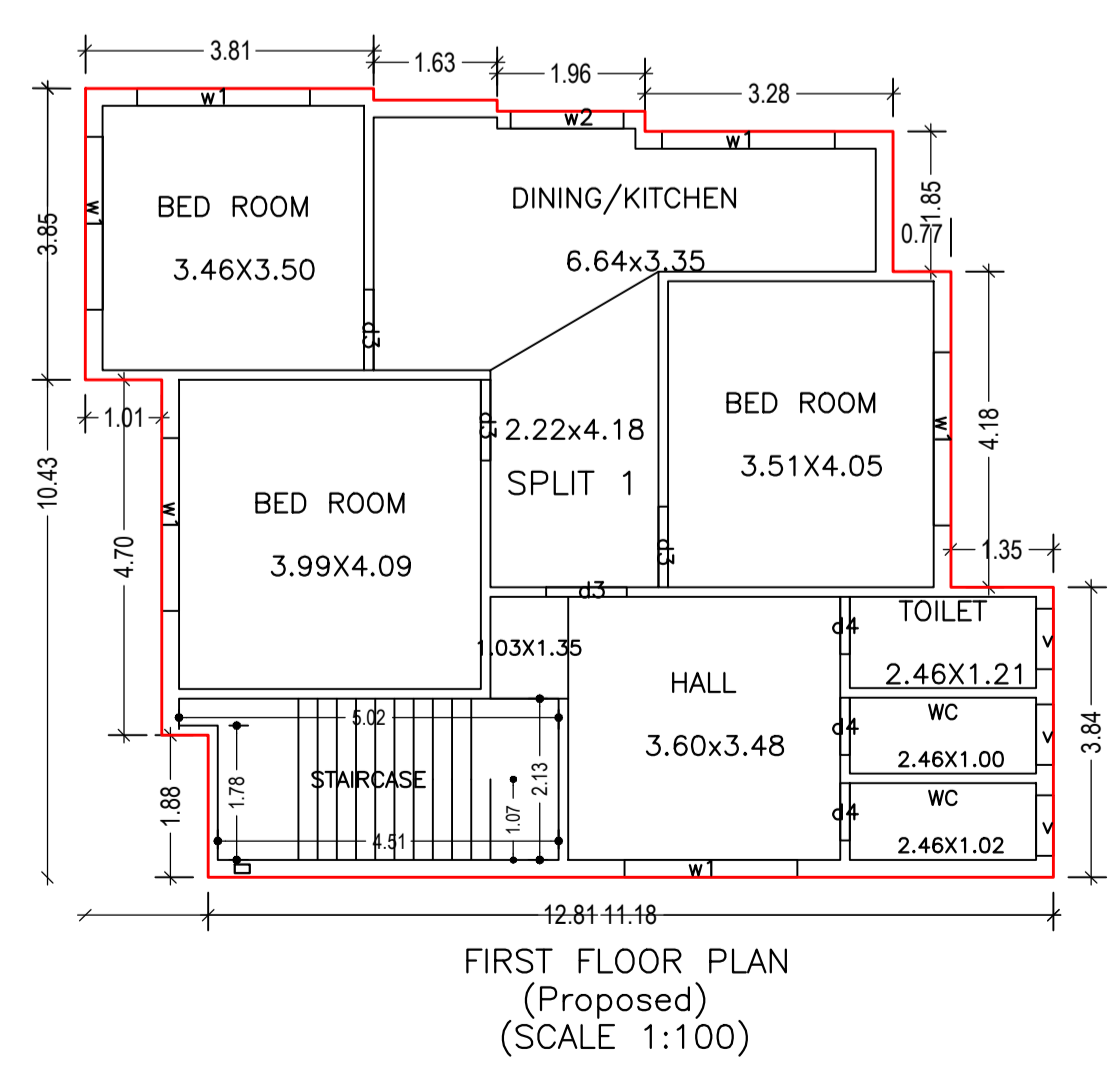 3.81
1.63
1.96
3.28
w1
w2
w1
BED ROOM
3.46X3.50
w1
3.85
d3
DINING/KITCHEN
6.64x3.35
1.85
0.77
1.01
10.43
4.70
w1
BED ROOM
3.99X4.09
d3
2.22x4.18
SPLIT 1
BED ROOM
3.51X4.05
d3
w1
4.18
1.35
d3
1.03X1.35
HALL
3.60x3.48
d4
TOILET
2.46X1.21
v
d4
WC
2.46X1.00
v
d4
WC
2.46X1.02
v
3.84
5.02
STAIRCASE
1.78
2.13
1.07
4.51
1.88
w1
12.81 11.18
FIRST FLOOR PLAN
(Proposed)
(SCALE 1:100)